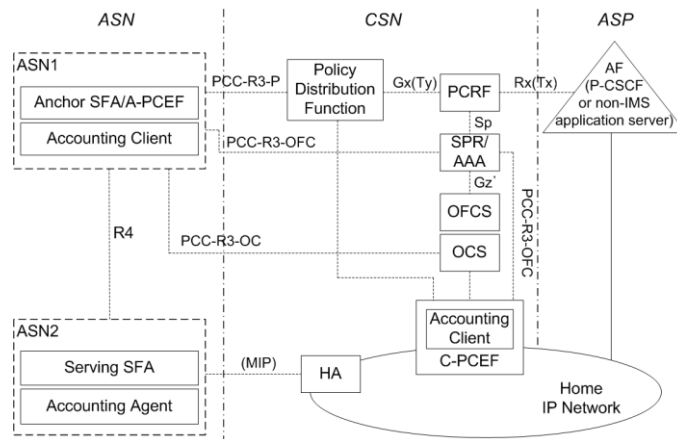 ASN
CSN
ASP
ASN1
Anchor SFA/A-PCEF
Accounting Client
PCC-R3-P
Policy
Distribution
Function
Gx(Ty)
PCRF
Rx(Tx)
AF
(P-CSCF
or non-IMS
application server)
Sp
PCC-R3-OFC
SPR/
AAA
Gz*
OFCS
PCC-R3-OFC
R4
PCC-R3-OC
OCS
ASN2
Serving SFA
Accounting Agent
(MIP)
HA
Accounting
Client
C-PCEF
Home
IP Network